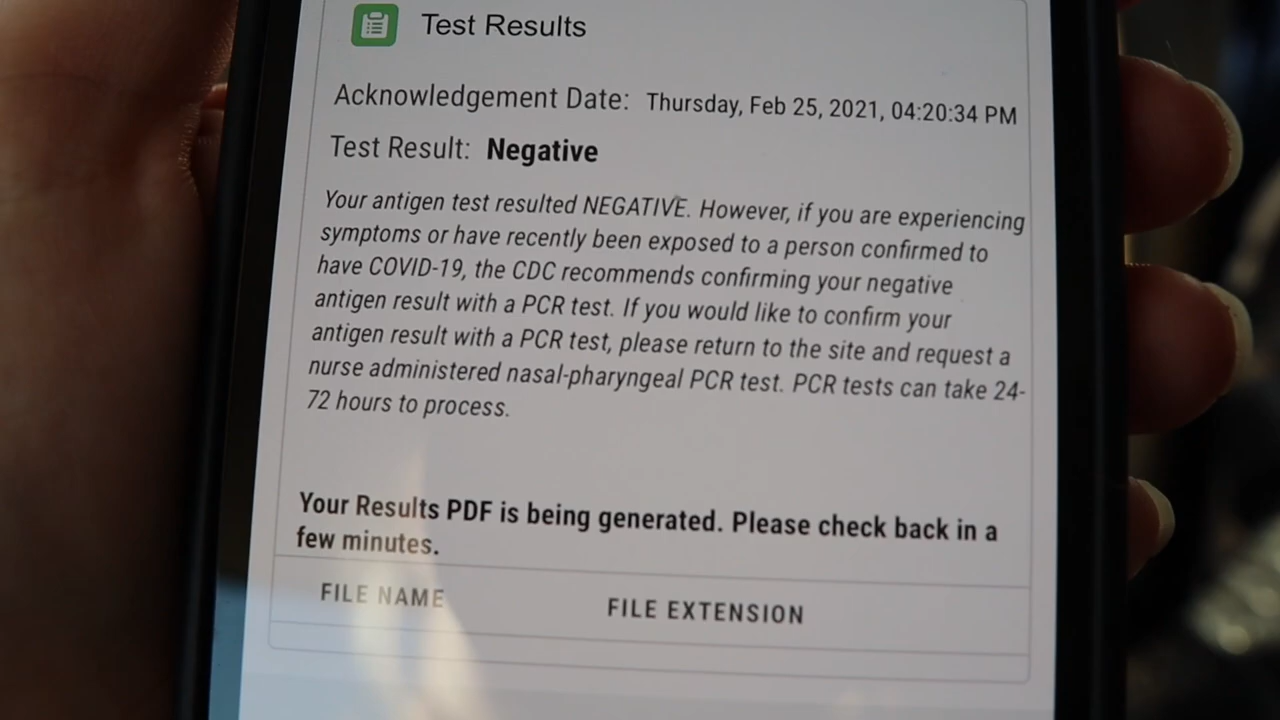 Test Results
Acknowledgement Date: Thursday, Feb 25, 2021, 04:20:34 PM
Test Result: Negative
Your antigen test resulted NEGATIVE. However, if you are experiencing
symptoms or have recently been exposed to a person confirmed to
have COVID-19, the CDC recommends confirming your negative
antigen result with a PCR test. If you would like to confirm your
antigen result with a PCR test, please return to the site and request a
nurse administered nasal-pharyngeal PCR test. PCR tests can take 24-
72 hours to process.
Your Results PDF is being generated. Please check back in a
few minutes.
FILE NAME FILE EXTENSION